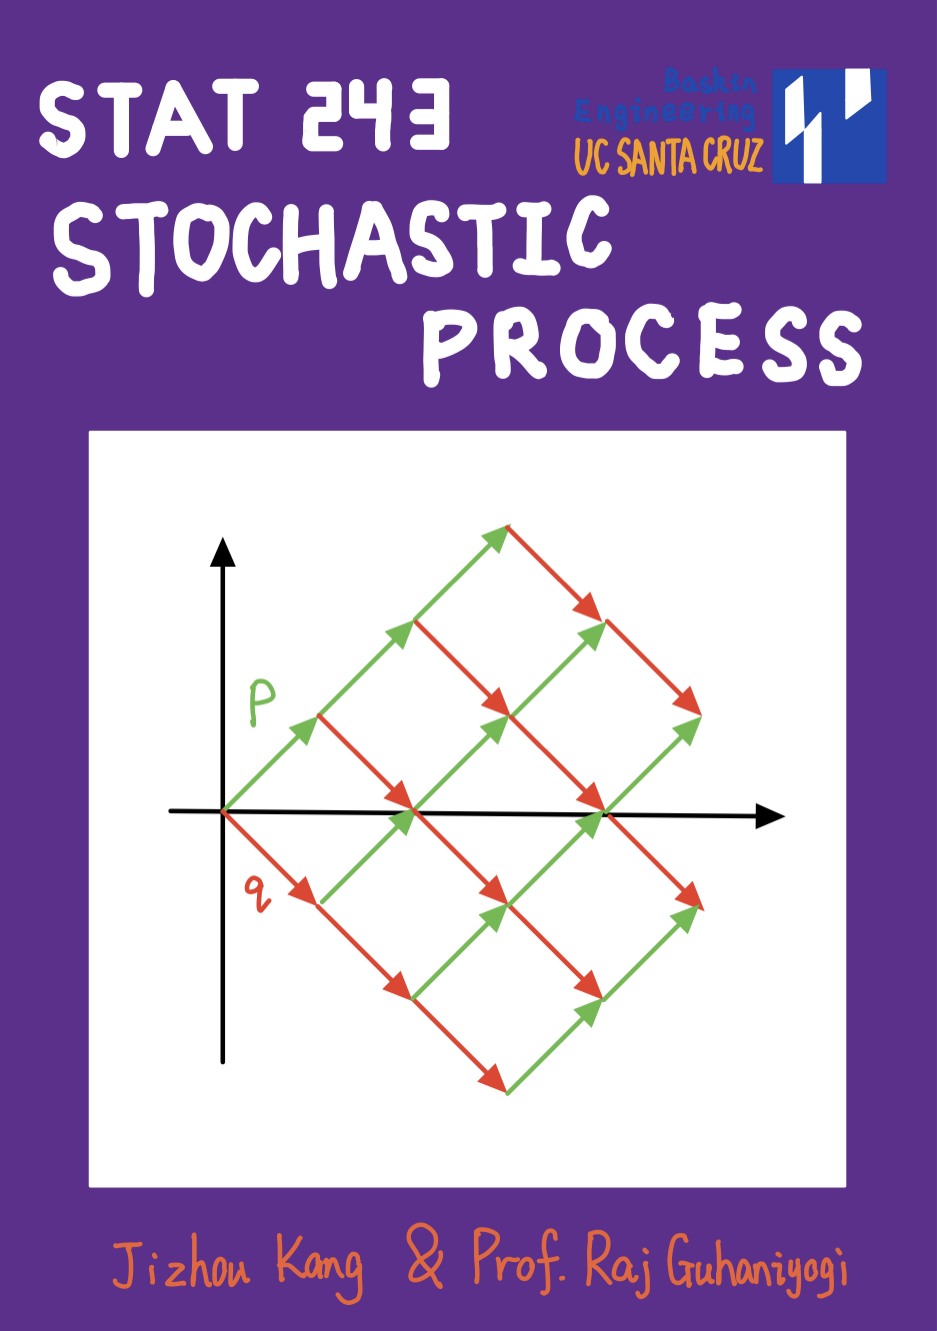 STAT 243
Baskin
Engineering
UC SANTA CRUZ
STOCHASTIC
PROCESS
P
q
Jizhou Kang & Prof. Raj Guhaniyogi